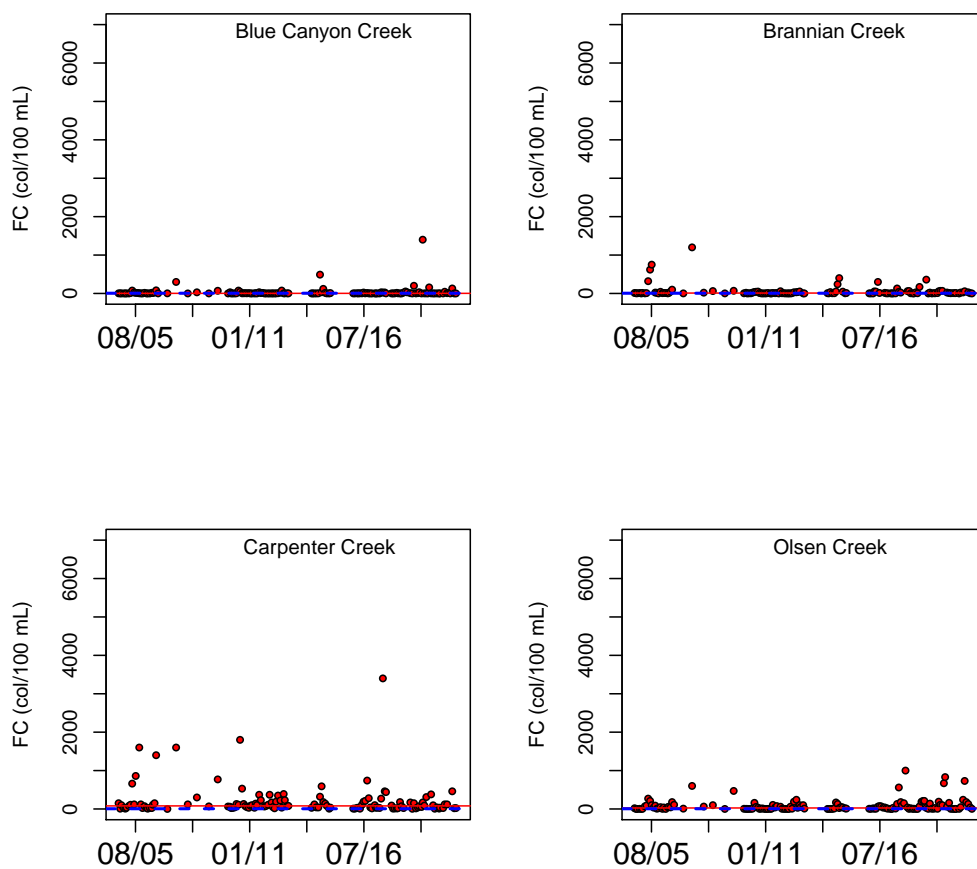 Blue Canyon Creek
FC (col/100 mL)
6000
4000
2000
0
08/05 01/11 07/16
Brannian Creek
FC (col/100 mL)
6000
4000
2000
0
08/05 01/11 07/16
Carpenter Creek
FC (col/100 mL)
6000
4000
2000
0
08/05 01/11 07/16
Olsen Creek
FC (col/100 mL)
6000
4000
2000
0
08/05 01/11 07/16